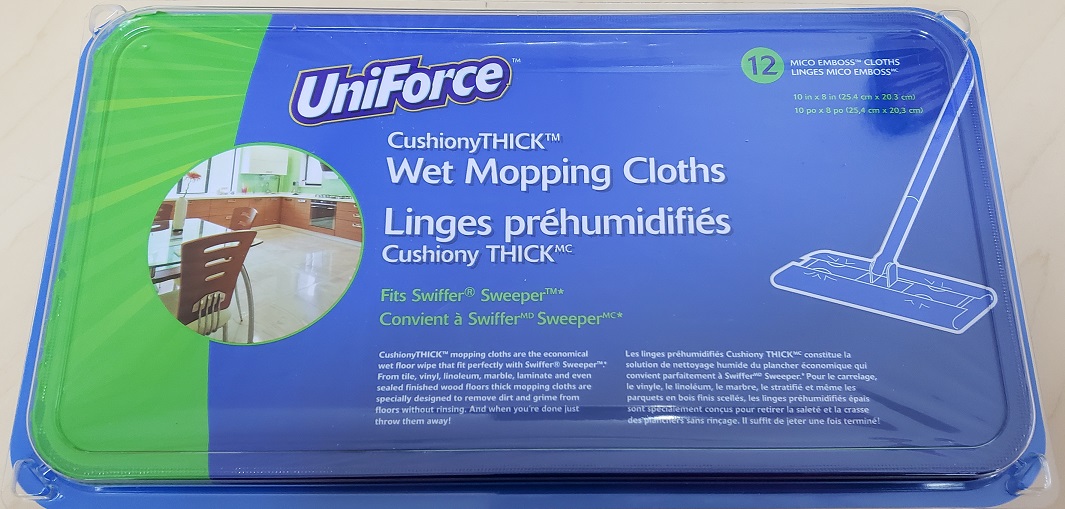 UniForce™
12 MICO EMBOSS™ CLOTHS
LINGES MICO EMBOSS™ᶜ
10 in x 8 in (25.4 cm x 20.3 cm)
10 po x 8 po (25,4 cm x 20,3 cm)
CushionyTHICK™
Wet Mopping Cloths
Linges préhumidifiés
Cushiony THICKᴹᶜ
Fits Swiffer® Sweeper™*
Convient à Swifferᴹᴰ Sweeperᴹᶜ*
CushionyTHICK™ mopping cloths are the economical
wet floor wipe that fit perfectly with Swiffer® Sweeper™.*
From tile, vinyl, linoleum, marble, laminate and even
sealed finished wood floors thick mopping cloths are
specially designed to remove dirt and grime from
floors without rinsing. And when you're done just
throw them away!
Les linges préhumidifiés Cushiony THICKᴹᶜ constitue la
solution de nettoyage humide du plancher économique qui
convient parfaitement à Swifferᴹᴰ Sweeper.* Pour le carrelage,
le vinyle, le linoléum, le marbre, le stratifié et même les
parquets en bois finis scellés, les linges préhumidifiés épais
sont spécialement conçus pour retirer la saleté et la crasse
des planchers sans rinçage. Il suffit de jeter une fois terminé!